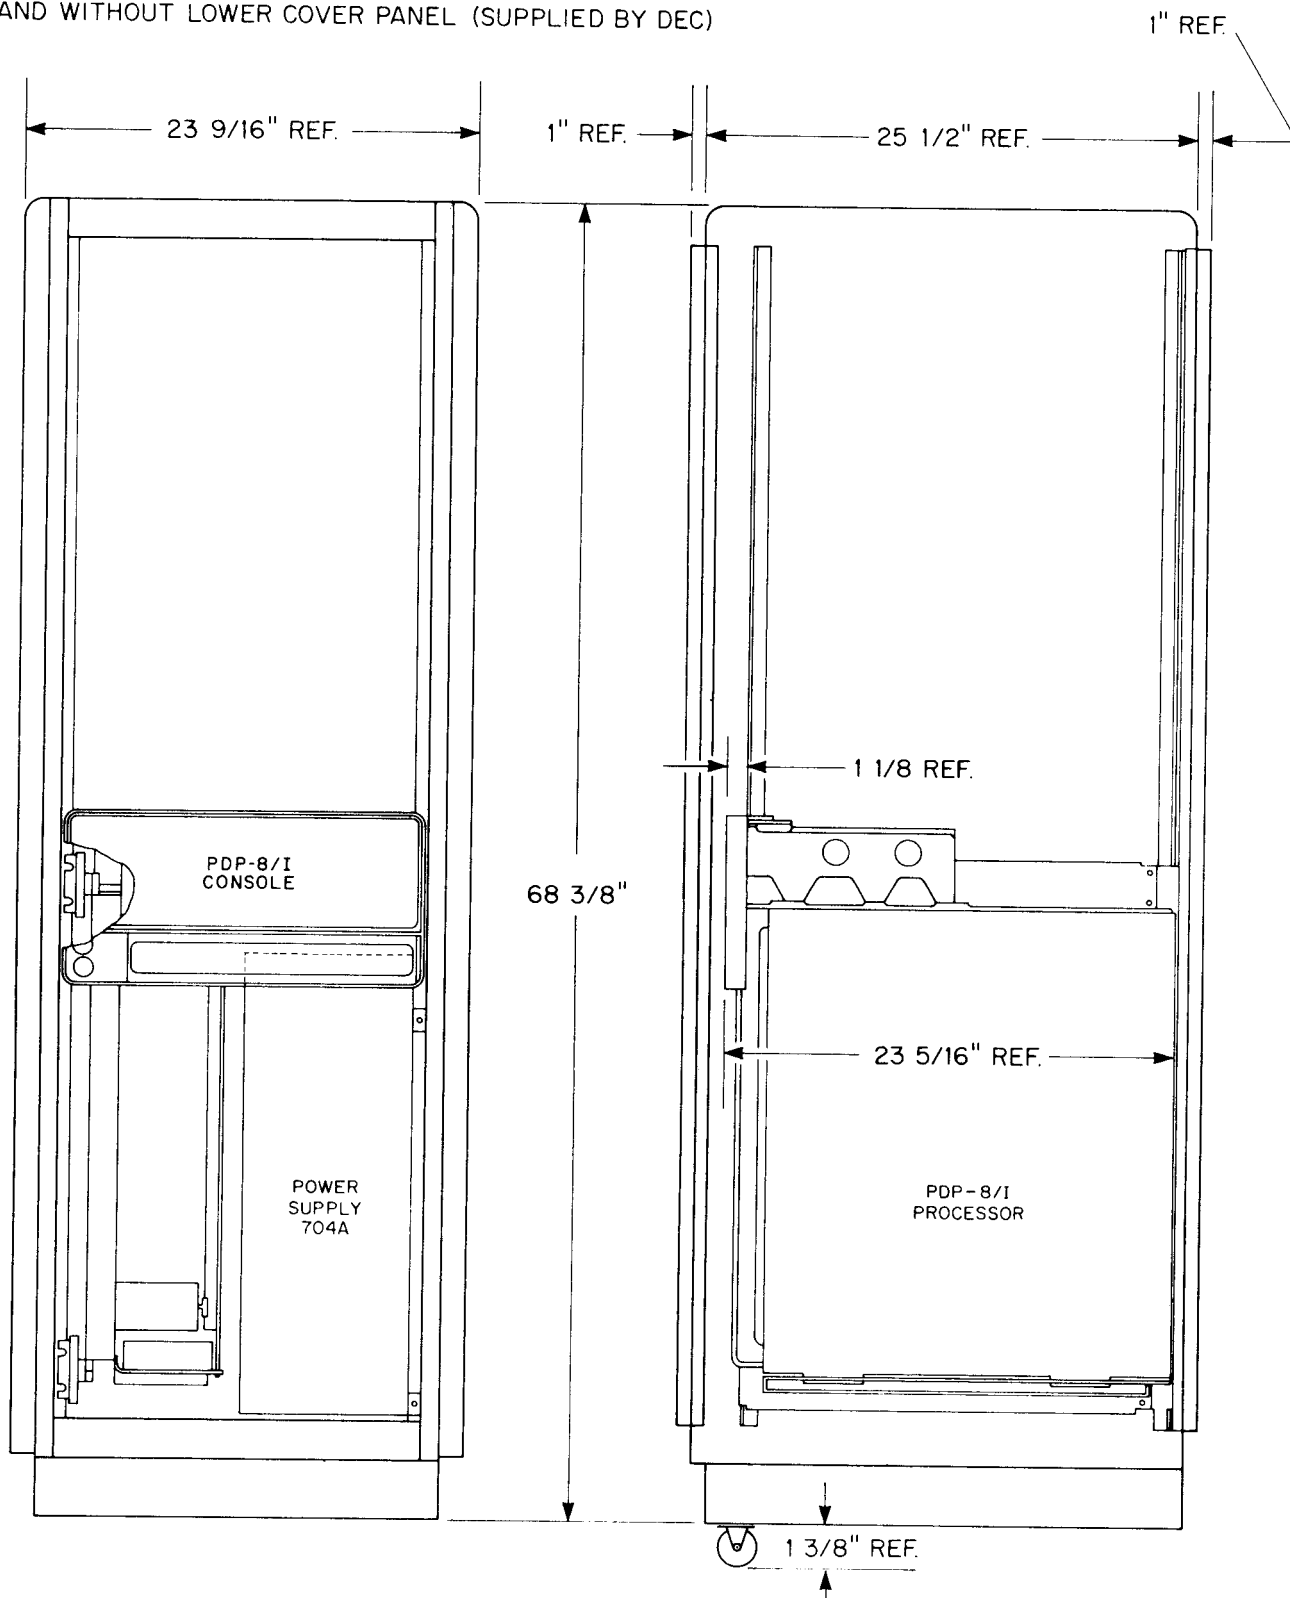 AND WITHOUT LOWER COVER PANEL (SUPPLIED BY DEC)
1" REF.
23 9/16" REF.
1" REF.
25 1/2" REF.
1 1/8 REF.
PDP-8/I
CONSOLE
68 3/8"
23 5/16" REF.
POWER
SUPPLY
704A
PDP-8/I
PROCESSOR
1 3/8" REF.